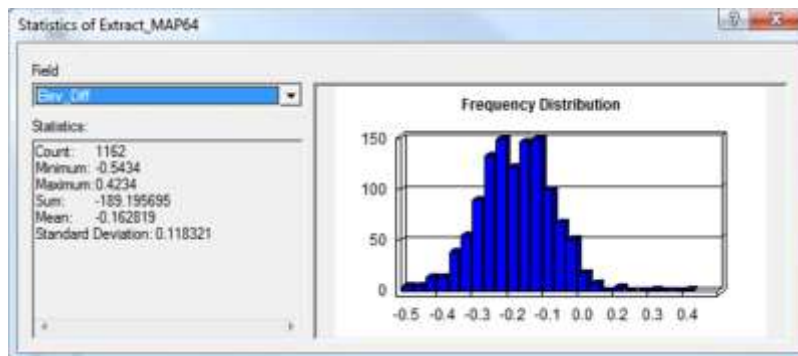 Statistics of Extract_MAP64
Field
Elev_Diff
Statistics:
Count: 1162
Minimum: -0.5434
Maximum: 0.4234
Sum: -189.195695
Mean: -0.162819
Standard Deviation: 0.118321
Frequency Distribution
150
100
50
0
-0.5 -0.4 -0.3 -0.2 -0.1 0.0 0.2 0.3 0.4